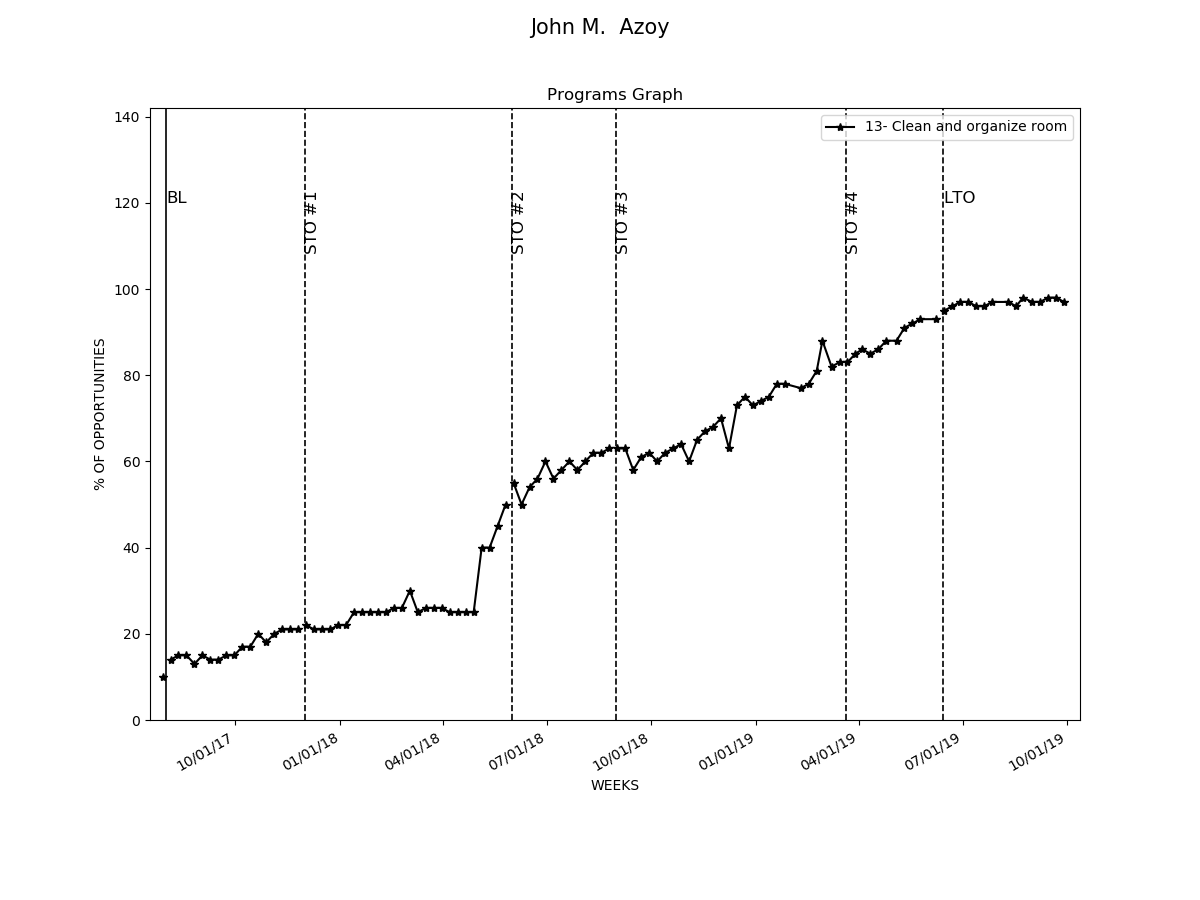 John M.  Azoy
Programs Graph
13- Clean and organize room
140
120
100
80
60
40
20
0
% OF OPPORTUNITIES
BL
STO #1
STO #2
STO #3
STO #4
LTO
10/01/17
01/01/18
04/01/18
07/01/18
10/01/18
01/01/19
04/01/19
07/01/19
10/01/19
WEEKS